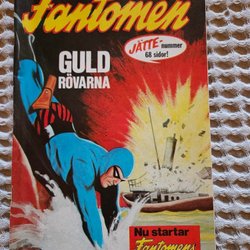 Fantomen
JÄTTE-nummer
68 sidor!
GULD
RÖVARNA
Nu startar
Fantomens